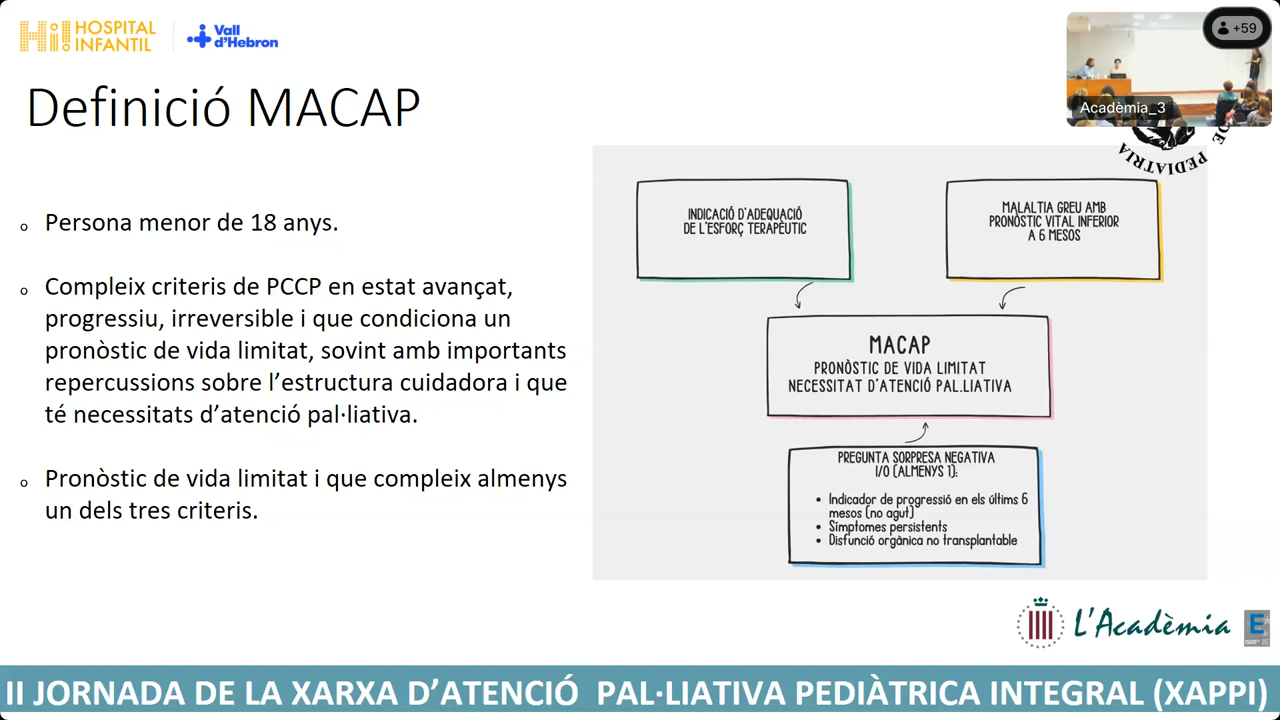 Hi! HOSPITAL
INFANTIL
Vall
d'Hebron
+59
Acadèmia_3
DE PEDIATRIA
Definició MACAP
Persona menor de 18 anys.
Compleix criteris de PCCP en estat avançat,
progressiu, irreversible i que condiciona un
pronòstic de vida limitat, sovint amb importants
repercussions sobre l'estructura cuidadora i que
té necessitats d'atenció pal·liativa.
Pronòstic de vida limitat i que compleix almenys
un dels tres criteris.
INDICACIÓ D'ADEQUACIÓ
DE L'ESFORÇ TERAPÈUTIC
MALALTIA GREU AMB
PRONÒSTIC VITAL INFERIOR
A 6 MESOS
MACAP
PRONÒSTIC DE VIDA LIMITAT
NECESSITAT D'ATENCIÓ PAL.LIATIVA
PREGUNTA SORPRESA NEGATIVA
I/O (ALMENYS 1):
Indicador de progressió en els últims 6
mesos (no agut)
Símptomes persistents
Disfunció orgànica no transplantable
L'Acadèmia
E
II JORNADA DE LA XARXA D'ATENCIÓ PAL·LIATIVA PEDIÀTRICA INTEGRAL (XAPPI)